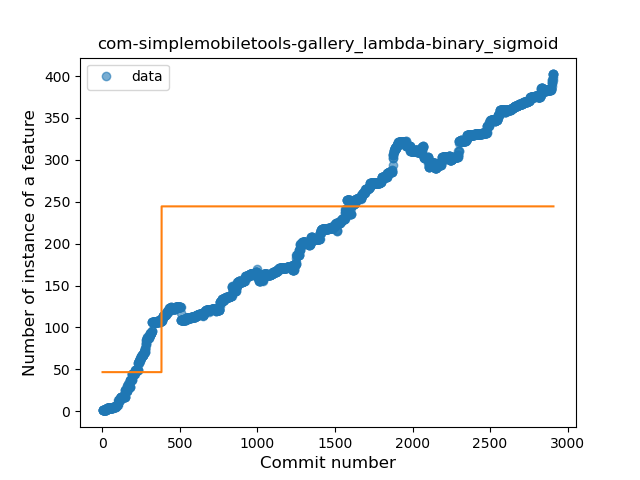 com-simplemobiletools-gallery_lambda-binary_sigmoid
data
Number of instance of a feature
400
350
300
250
200
150
100
50
0
0 500 1000 1500 2000 2500 3000
Commit number